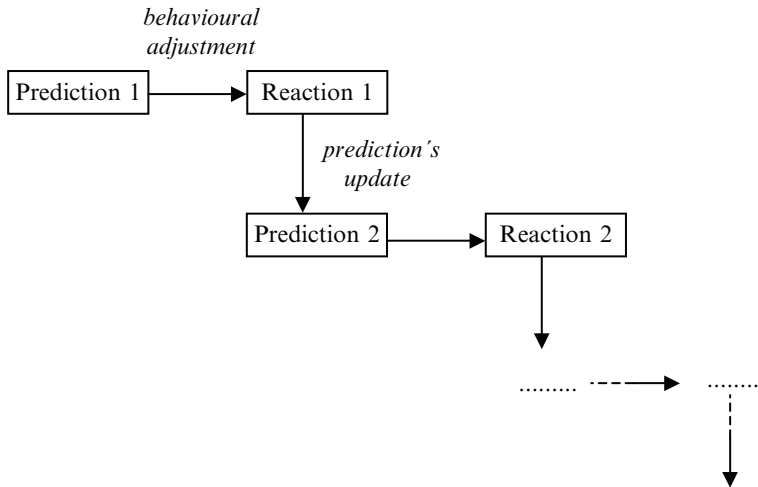 behavioural
adjustment
Prediction 1
Reaction 1
prediction´s
update
Prediction 2
Reaction 2
.........
........